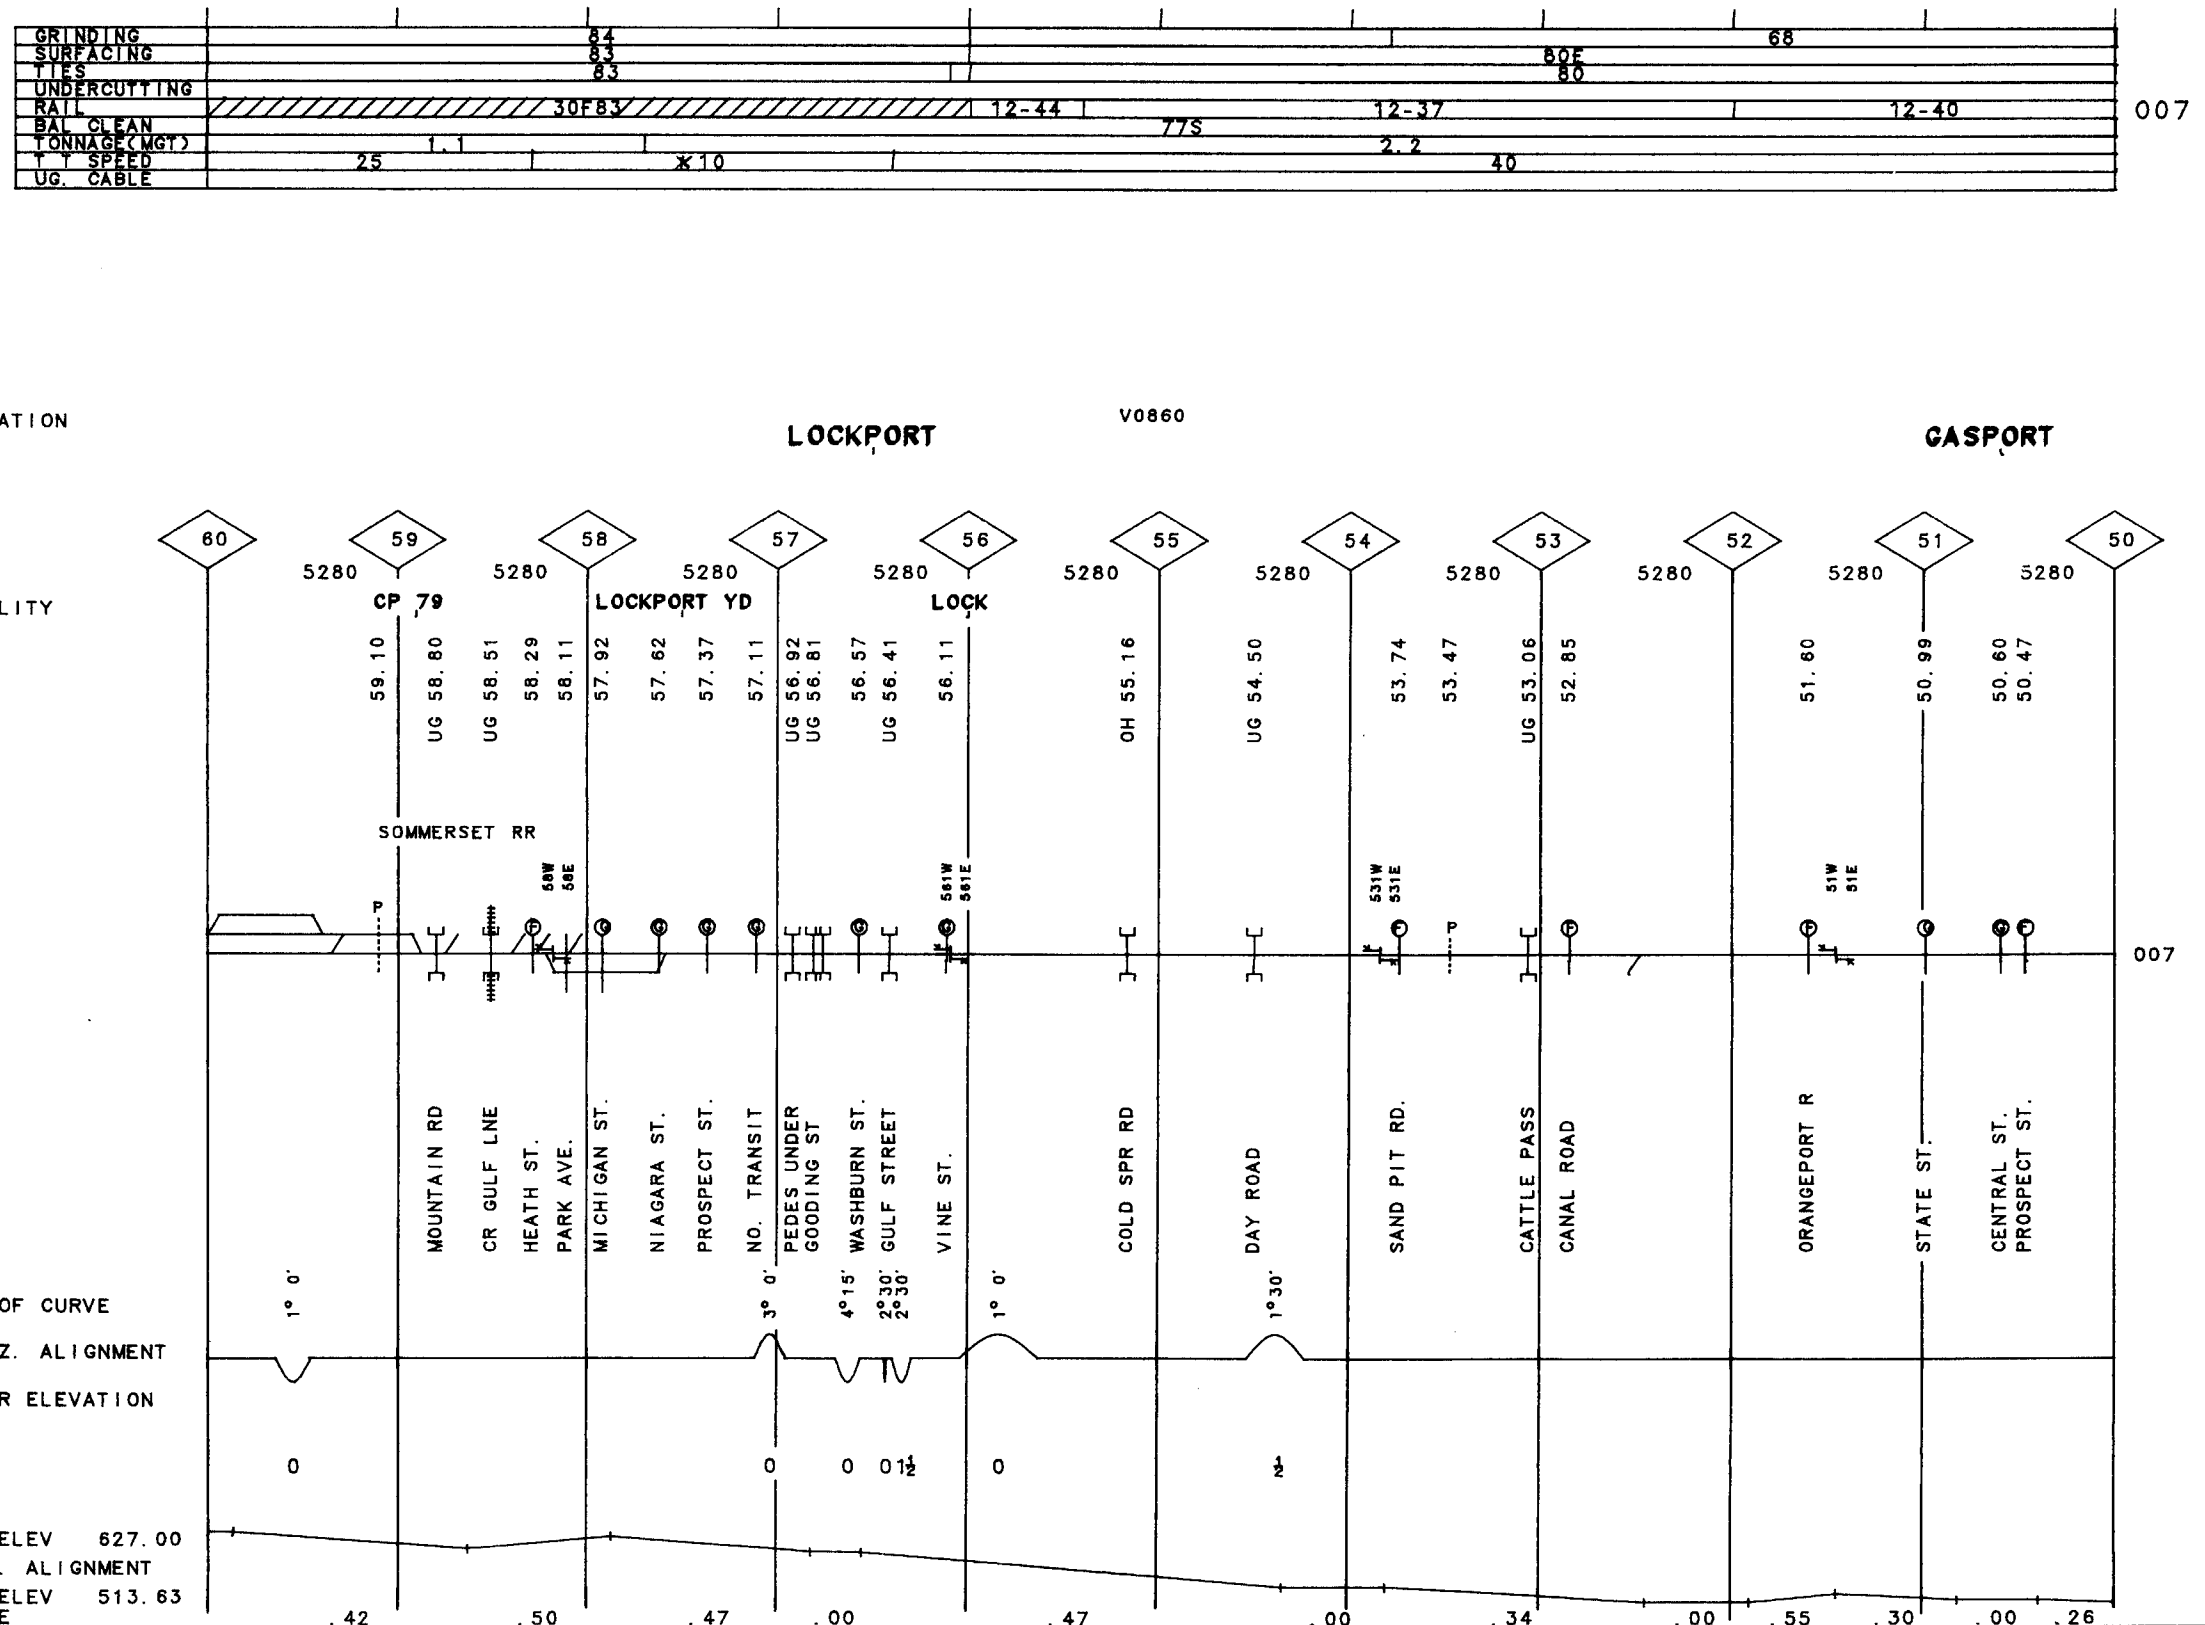 GRINDING 84 68
SURFACING 83 80E
TIES 83 80
UNDERCUTTING
RAIL 30F83 12-44 12-37 12-40 007
BAL CLEAN 77S
TONNAGE(MGT) 1.1 2.2
T T SPEED 25 *10 40
UG. CABLE
ATION
LOCKPORT
V0860
GASPORT
60 59 58 57 56 55 54 53 52 51 50
5280 5280 5280 5280 5280 5280 5280 5280 5280 5280
LITY
CP 79
LOCKPORT YD
LOCK
59.10
UG 58.80
UG 58.51
58.29
58.11
57.92
57.62
57.37
57.11
UG 56.92
UG 56.81
56.57
UG 56.41
56.11
OH 55.16
UG 54.50
53.74
53.47
UG 53.06
52.85
51.60
50.99
50.60
50.47
SOMMERSET RR
58W
58E
561W
561E
531W
531E
51W
51E
P F G G G G G G F P F F G G F
007
MOUNTAIN RD
CR GULF LNE
HEATH ST.
PARK AVE.
MICHIGAN ST.
NIAGARA ST.
PROSPECT ST.
NO. TRANSIT
PEDES UNDER
GOODING ST
WASHBURN ST.
GULF STREET
VINE ST.
COLD SPR RD
DAY ROAD
SAND PIT RD.
CATTLE PASS
CANAL ROAD
ORANGEPORT R
STATE ST.
CENTRAL ST.
PROSPECT ST.
OF CURVE 1° 0' 3° 0' 4°15' 2°30' 2°30' 1° 0' 1°30'
Z. ALIGNMENT
R ELEVATION
0 0 0 0 1½ 0 ½
ELEV 627.00
. ALIGNMENT
ELEV 513.63
E .42 .50 .47 .00 .47 .00 .34 .00 .55 .30 .00 .26